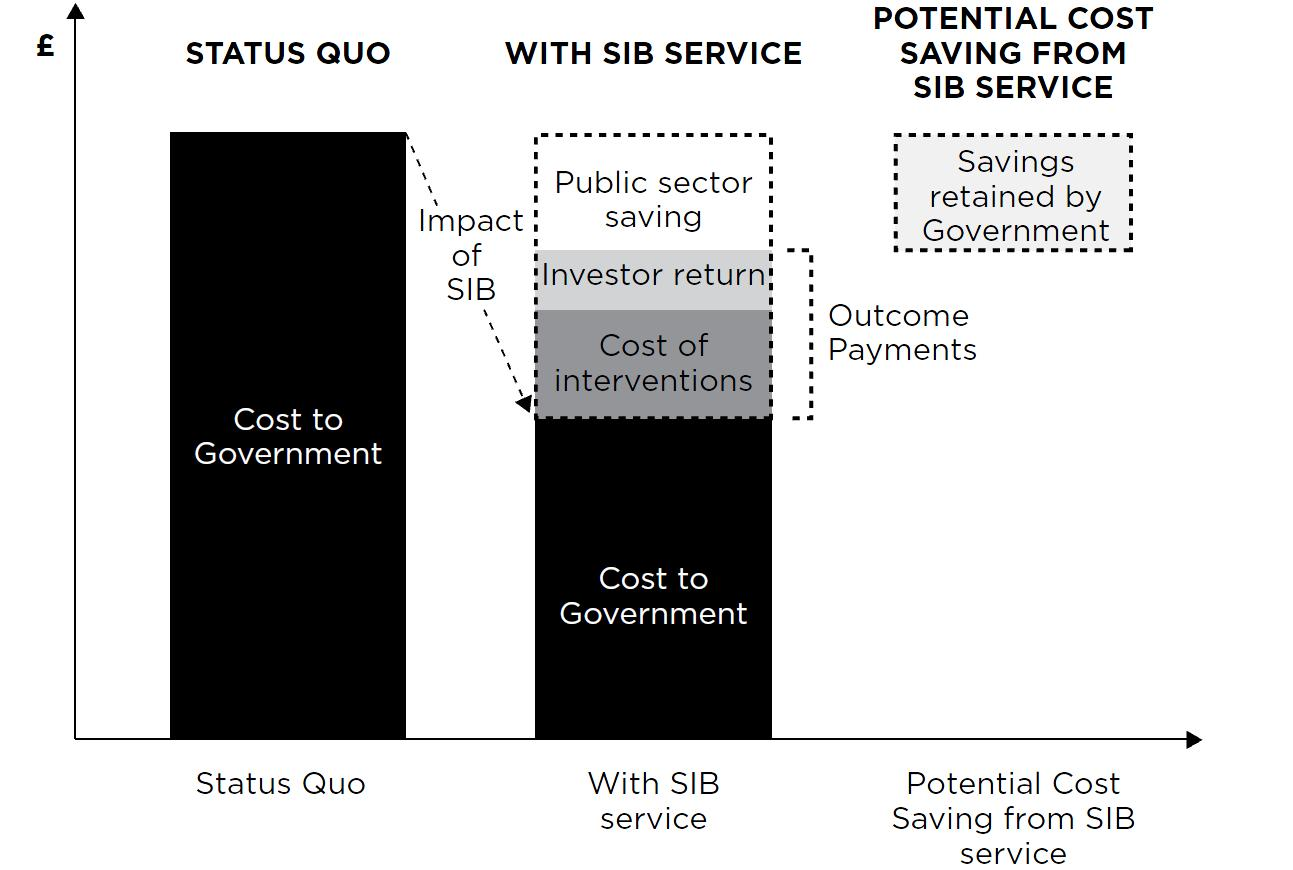 £
STATUS QUO
WITH SIB SERVICE
POTENTIAL COST
SAVING FROM
SIB SERVICE
Cost to
Government
Impact
of
SIB
Public sector
saving
Investor return
Cost of
interventions
Cost to
Government
Outcome
Payments
Savings
retained by
Government
Status Quo
With SIB
service
Potential Cost
Saving from SIB
service